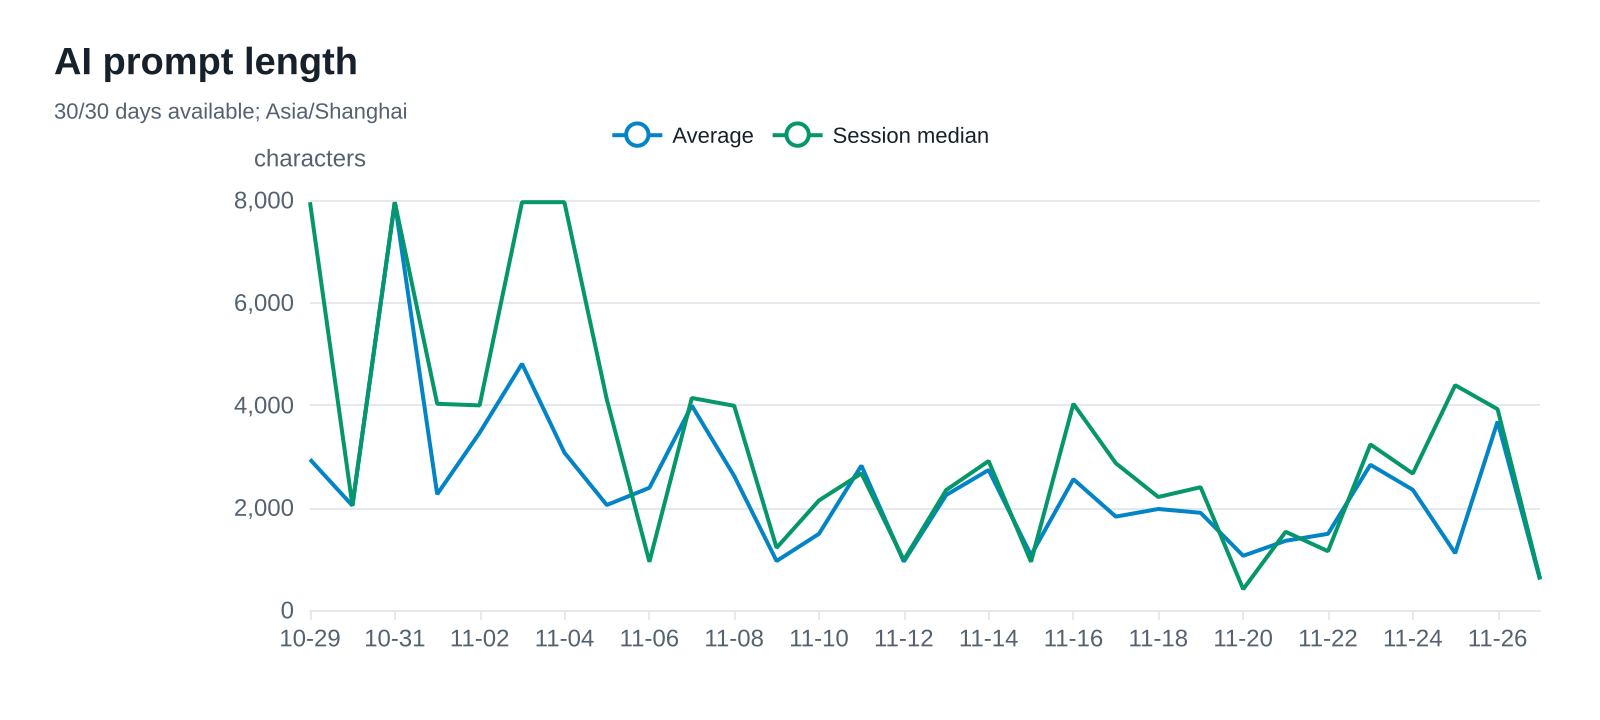 AI prompt length
30/30 days available; Asia/Shanghai
Average Session median
characters
8,000
6,000
4,000
2,000
0
10-29 10-31 11-02 11-04 11-06 11-08 11-10 11-12 11-14 11-16 11-18 11-20 11-22 11-24 11-26